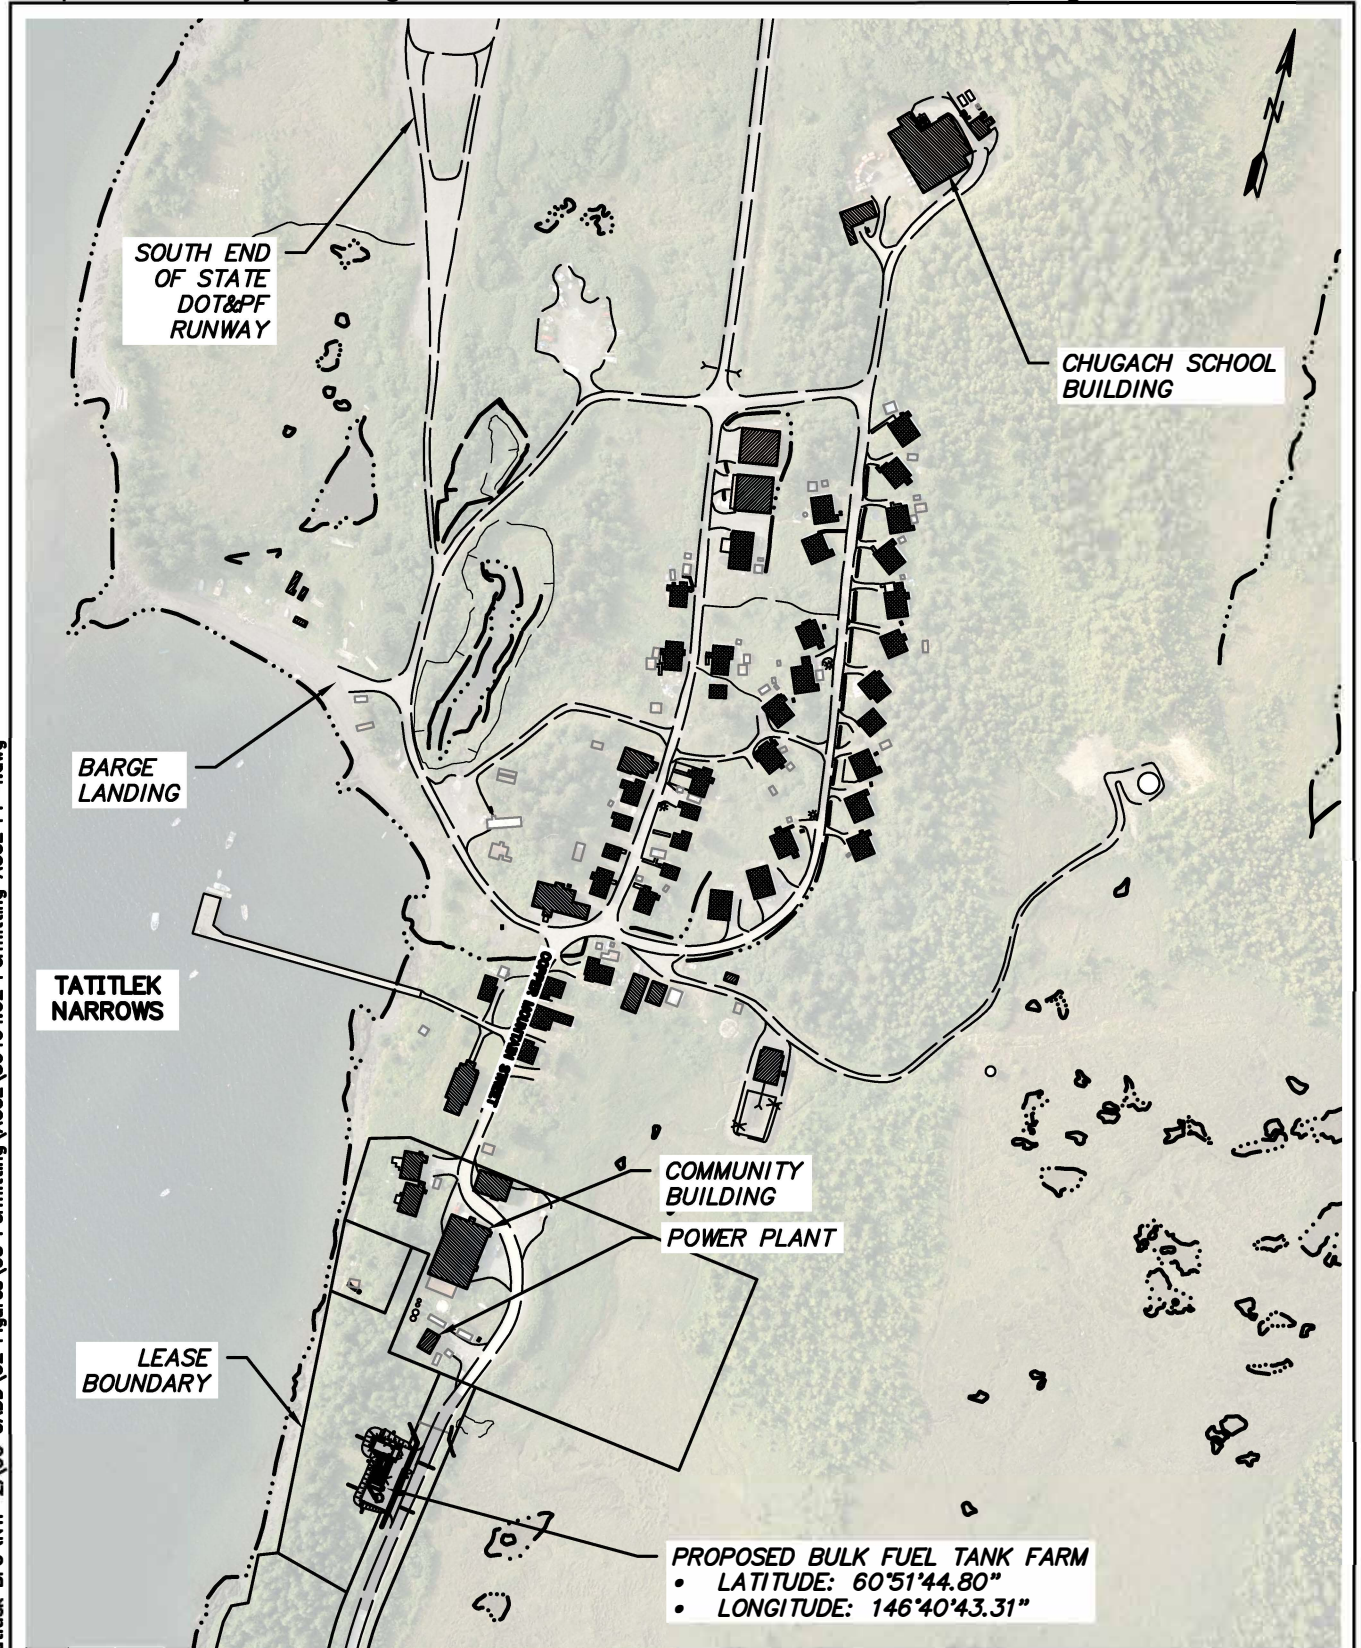 N
SOUTH END
OF STATE
DOT&PF
RUNWAY
CHUGACH SCHOOL
BUILDING
BARGE
LANDING
TATITLEK
NARROWS
COPPER MOUNTAIN STREET
COMMUNITY
BUILDING
POWER PLANT
LEASE
BOUNDARY
PROPOSED BULK FUEL TANK FARM
• LATITUDE: 60°51'44.80"
• LONGITUDE: 146°40'43.31"